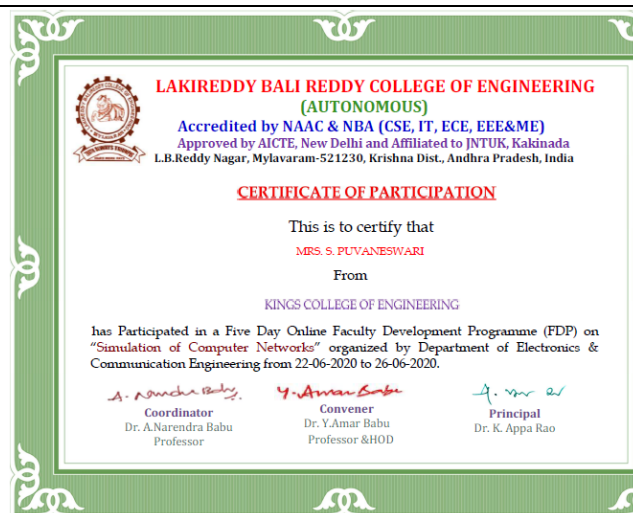 LAKIREDDY BALI REDDY COLLEGE OF ENGINEERING
(AUTONOMOUS)
Accredited by NAAC & NBA (CSE, IT, ECE, EEE&ME)
Approved by AICTE, New Delhi and Affiliated to JNTUK, Kakinada
L.B.Reddy Nagar, Mylavaram-521230, Krishna Dist., Andhra Pradesh, India
CERTIFICATE OF PARTICIPATION
This is to certify that
MRS. S. PUVANESWARI
From
KINGS COLLEGE OF ENGINEERING
has Participated in a Five Day Online Faculty Development Programme (FDP) on
“Simulation of Computer Networks” organized by Department of Electronics &
Communication Engineering from 22-06-2020 to 26-06-2020.
A. Narendra Babu Y. Amar Babu
Coordinator Convener Principal
Dr. A.Narendra Babu Dr. Y.Amar Babu Dr. K. Appa Rao
Professor Professor &HOD